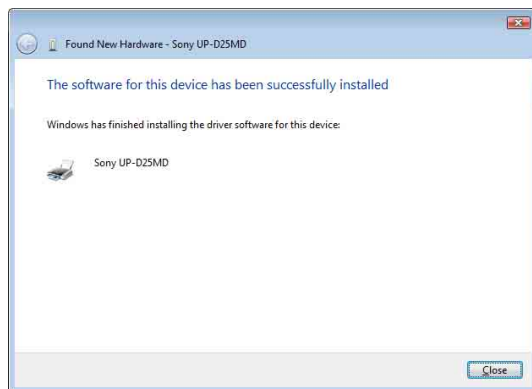 Found New Hardware - Sony UP-D25MD
The software for this device has been successfully installed
Windows has finished installing the driver software for this device:
Sony UP-D25MD
Close